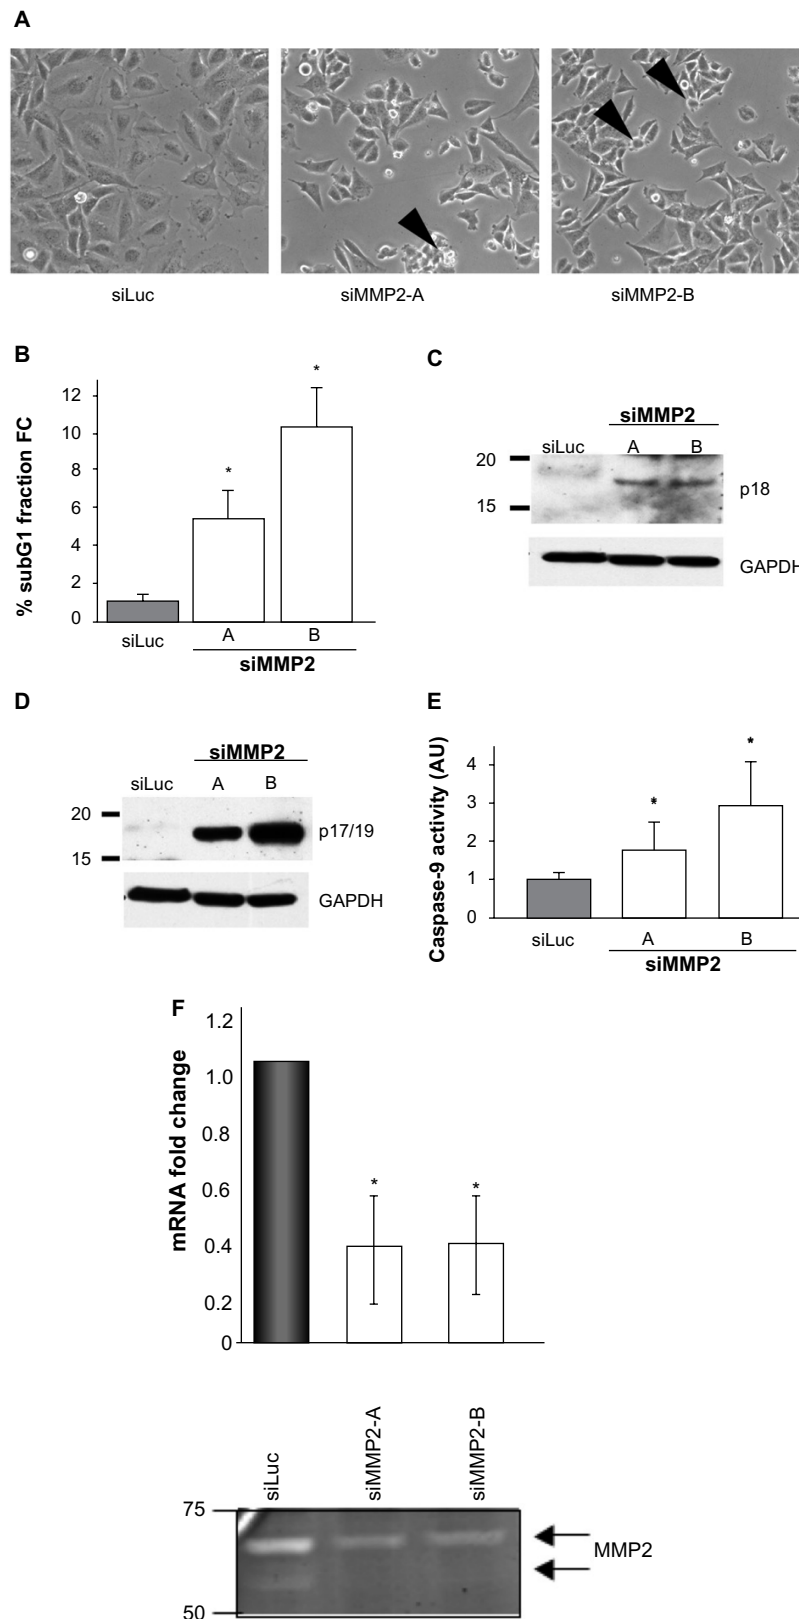 A
siLuc
siMMP2-A
siMMP2-B
B
% subG1 fraction FC
12
10
8
6
4
2
0
*
*
siLuc
A
B
siMMP2
C
siMMP2
siLuc
A
B
20
15
p18
GAPDH
D
siMMP2
siLuc
A
B
20
15
p17/19
GAPDH
E
Caspase-9 activity (AU)
4
3
2
1
0
*
*
siLuc
A
B
siMMP2
F
mRNA fold change
1.2
1.0
0.8
0.6
0.4
0.2
0
*
*
siLuc
siMMP2-A
siMMP2-B
75
50
MMP2